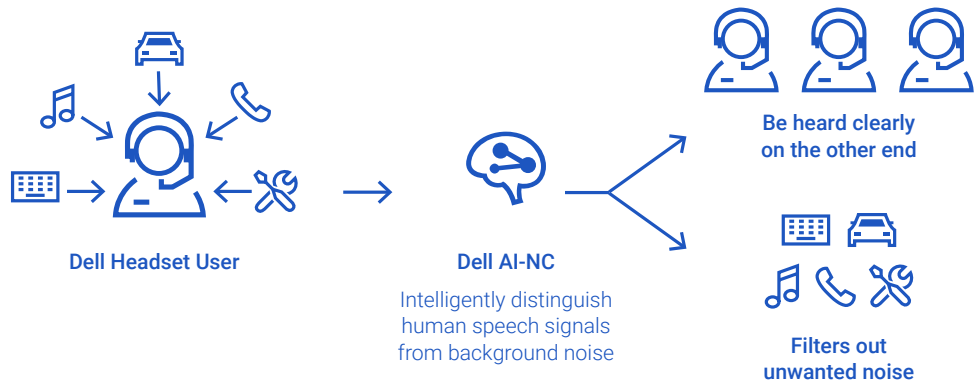 Dell Headset User
Dell AI-NC
Intelligently distinguish
human speech signals
from background noise
Be heard clearly
on the other end
Filters out
unwanted noise